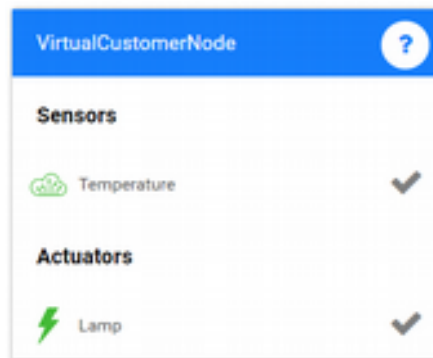 VirtualCustomerNode ?
Sensors
Temperature
Actuators
Lamp